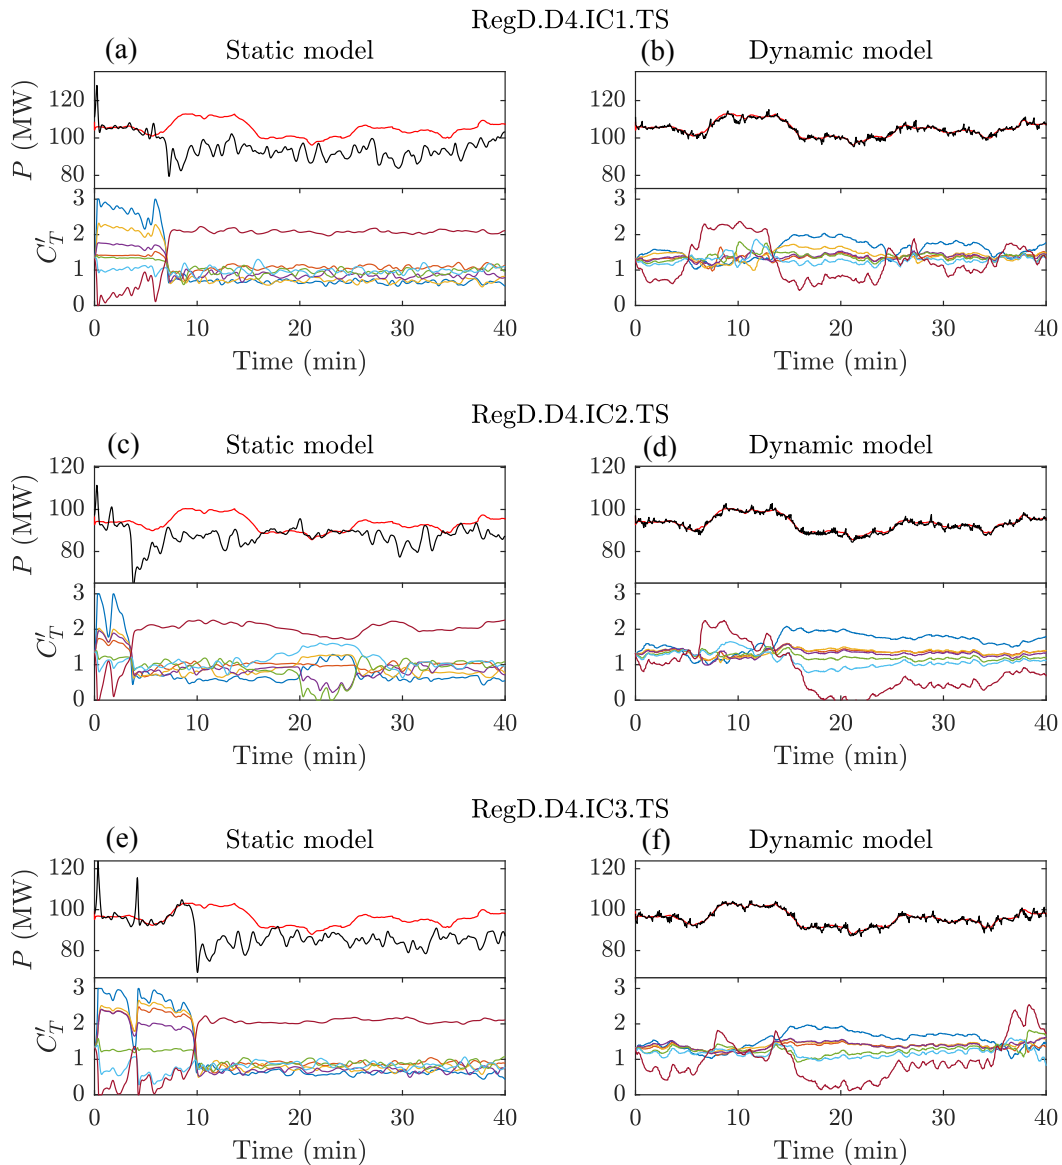 RegD.D4.IC1.TS
(a) Static model
(b) Dynamic model
P (MW)
120
100
80
C′T
3
2
1
0
0 10 20 30 40
Time (min)
0 10 20 30 40
Time (min)
120
100
80
3
2
1
0
RegD.D4.IC2.TS
(c) Static model
(d) Dynamic model
P (MW)
120
100
80
C′T
3
2
1
0
0 10 20 30 40
Time (min)
120
100
80
3
2
1
0
0 10 20 30 40
Time (min)
RegD.D4.IC3.TS
(e) Static model
(f) Dynamic model
P (MW)
120
100
80
C′T
3
2
1
0
0 10 20 30 40
Time (min)
120
100
80
3
2
1
0
0 10 20 30 40
Time (min)